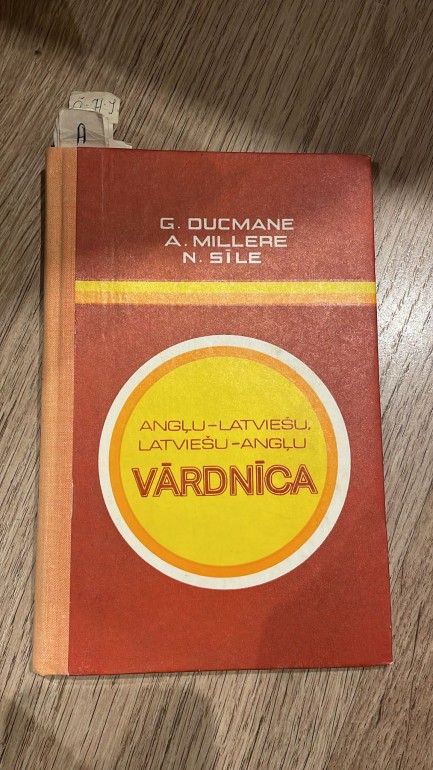 A
G. DUCMANE
A. MILLERE
N. SĪLE
ANGĻU–LATVIEŠU,
LATVIEŠU–ANGĻU
VĀRDNĪCA